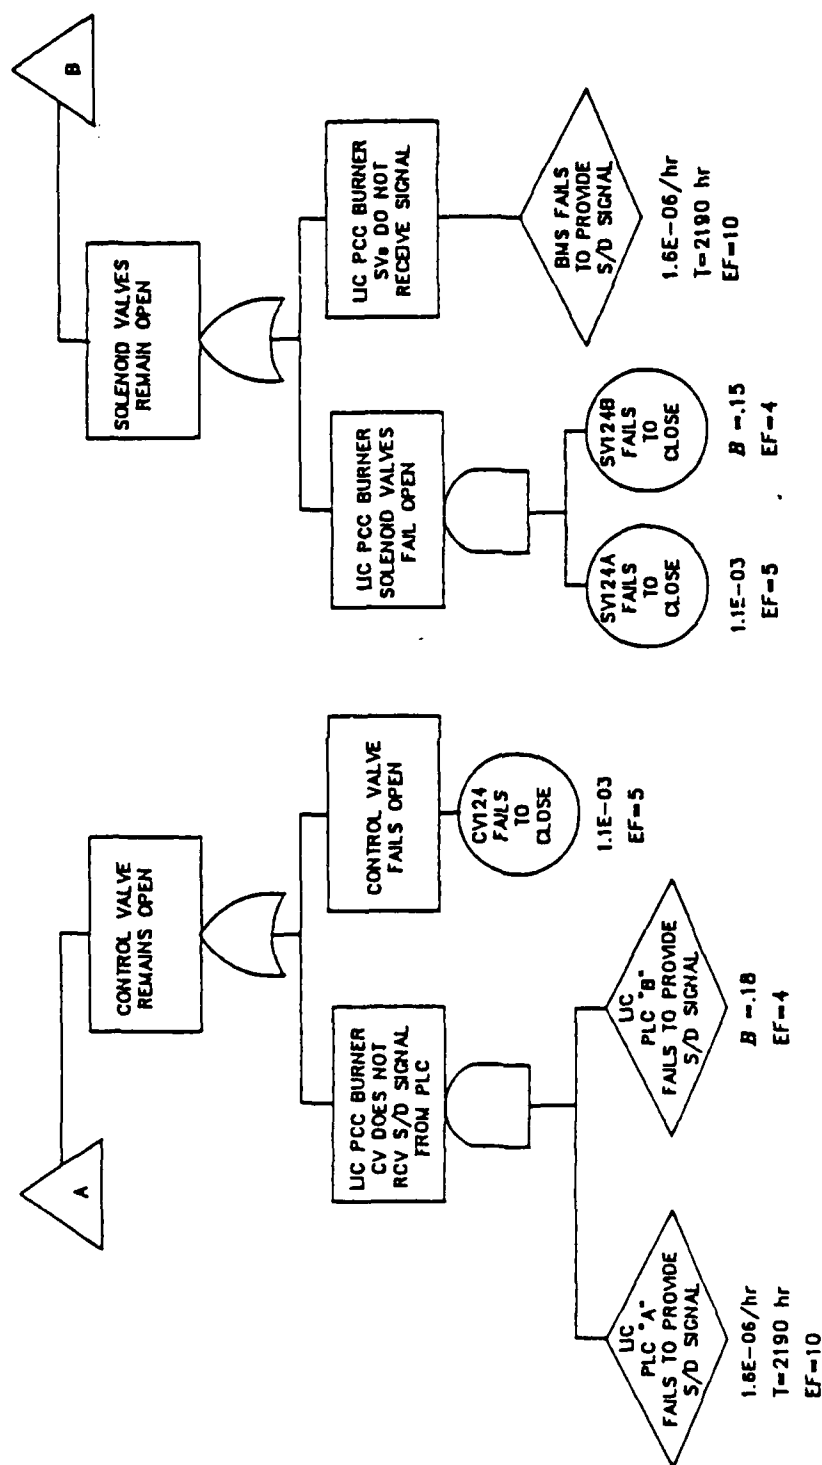 A
CONTROL VALVE
REMAINS OPEN
LIC PCC BURNER
CV DOES NOT
RCV S/D SIGNAL
FROM PLC
CONTROL VALVE
FAILS OPEN
LIC
PLC "A"
FAILS TO PROVIDE
S/D SIGNAL
1.6E-06/hr
T=2190 hr
EF=10
LIC
PLC "B"
FAILS TO PROVIDE
S/D SIGNAL
B =.18
EF=4
CV124
FAILS
TO
CLOSE
1.1E-03
EF=5
B
SOLENOID VALVES
REMAIN OPEN
LIC PCC BURNER
SOLENOID VALVES
FAIL OPEN
LIC PCC BURNER
SVs DO NOT
RECEIVE SIGNAL
SV124A
FAILS
TO
CLOSE
1.1E-03
EF=5
SV124B
FAILS
TO
CLOSE
B =.15
EF=4
BMS FAILS
TO PROVIDE
S/D SIGNAL
1.6E-06/hr
T=2190 hr
EF=10